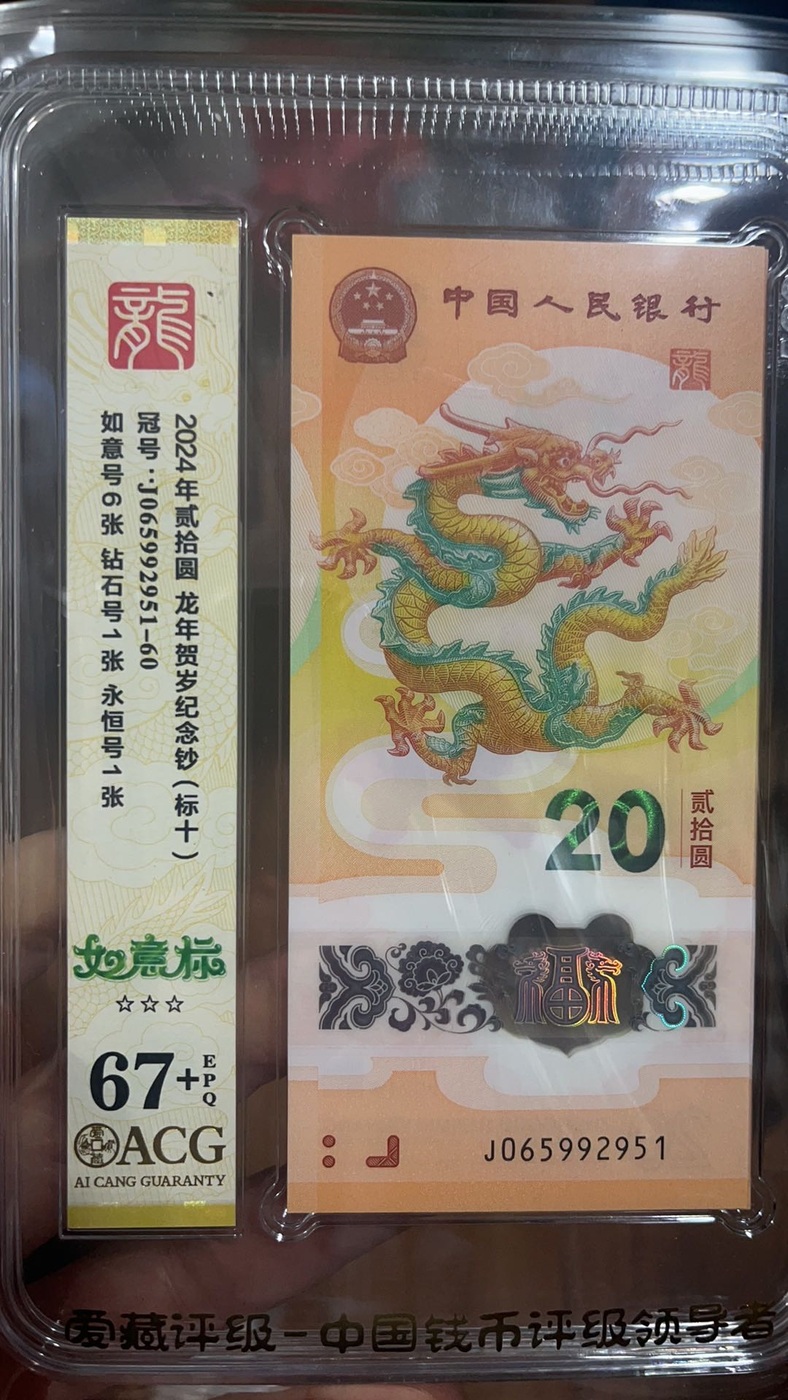 龍
2024年贰拾圆 龙年贺岁纪念钞(标十)
冠号·J065992951-60
如意号6张 钻石号1张 永恒号1张
如意标
☆☆☆
67+EPQ
ACG
AI CANG GUARANTY
中国人民银行
龍
20
贰拾圆
福
J065992951
爱藏评级-中国钱币评级领导者